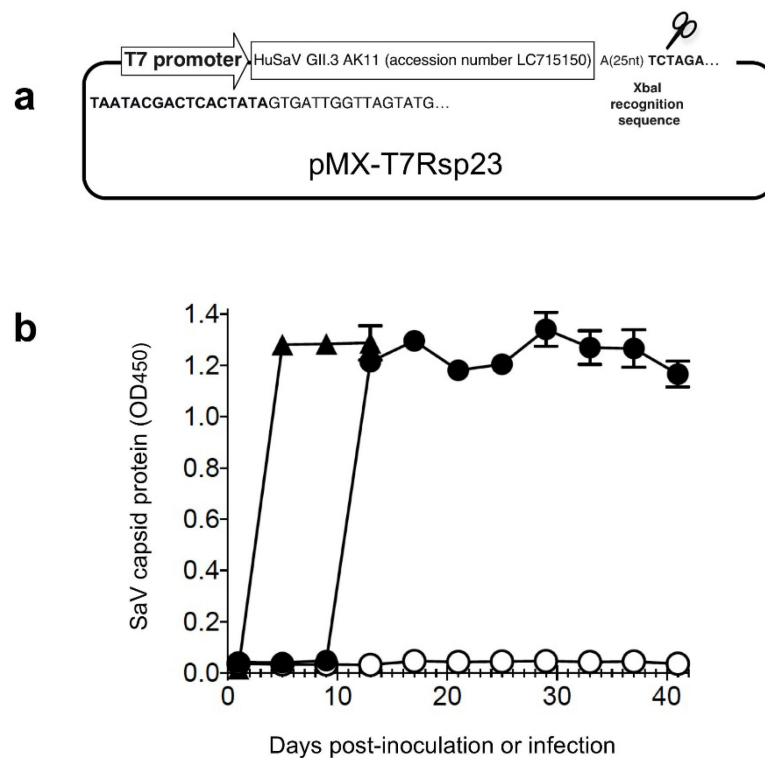 a
T7 promoter
HuSaV GII.3 AK11 (accession number LC715150)
A(25nt) TCTAGA...
TAATACGACTCACTATAGTGATTGGTTAGTATG...
XbaI
recognition
sequence
pMX-T7Rsp23
b
SaV capsid protein (OD450)
1.4
1.2
1.0
0.8
0.6
0.4
0.2
0.0
0 10 20 30 40
Days post-inoculation or infection